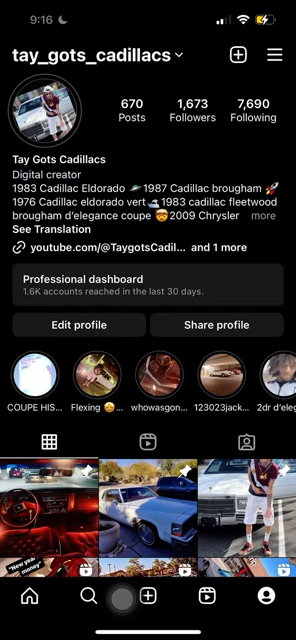 9:16
tay_gots_cadillacs
670
1,673
7,690
Posts
Followers
Following
Tay Gots Cadillacs
Digital creator
1983 Cadillac Eldorado 🛸1987 Cadillac brougham 🚀
1976 Cadillac eldorado vert 🛥1983 cadillac fleetwood
brougham d'elegance coupe 🤯2009 Chrysler more
See Translation
youtube.com/@TaygotsCadil... and 1 more
Professional dashboard
1.6K accounts reached in the last 30 days.
Edit profile
Share profile
COUPE HIS...
Flexing 🤩...
whowasgon...
123023jack...
2dr d'eleg
"New year
money"